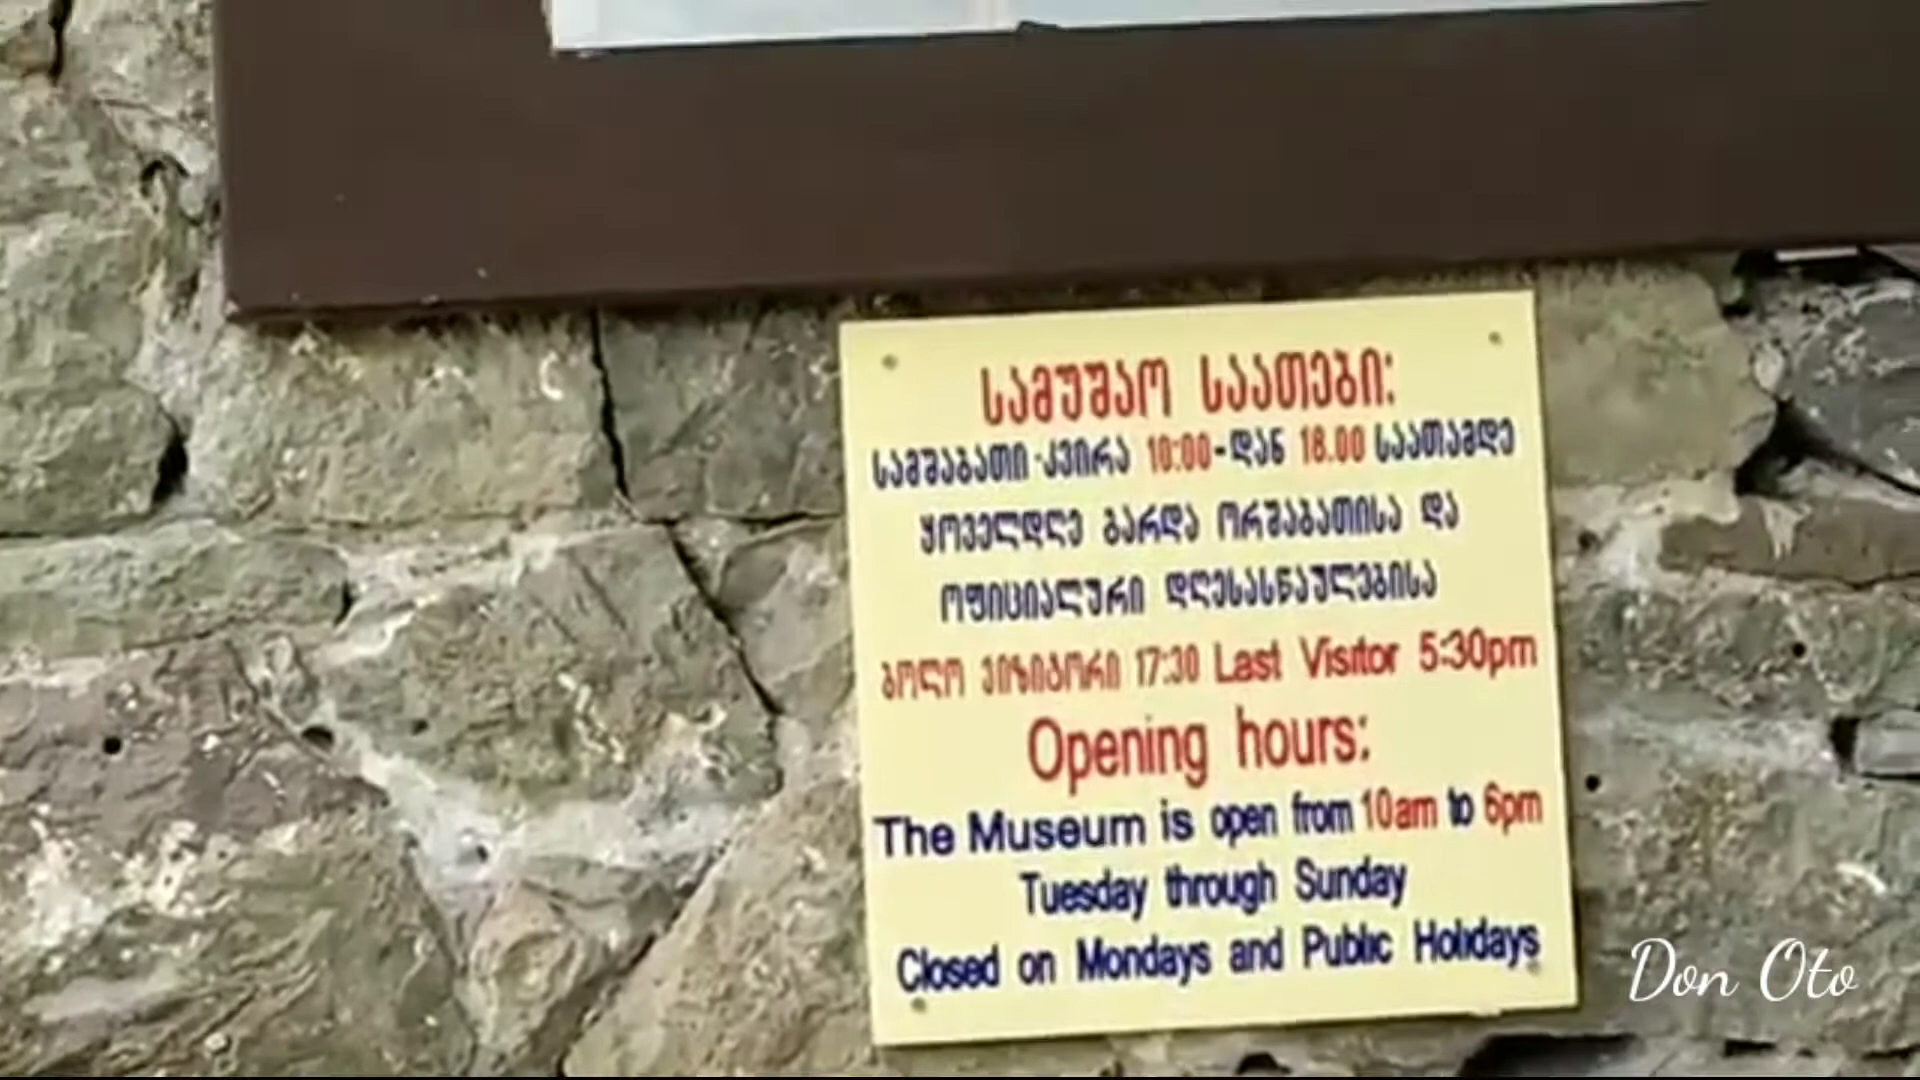 სამუშაო საათები:
სამშაბათი-კვირა 10:00-დან 18.00 საათამდე
ყოველდღე გარდა ორშაბათისა და
ოფიციალური დღესასწაულებისა
ბოლო ვიზიტორი 17:30 Last Visitor 5:30pm
Opening hours:
The Museum is open from 10am to 6pm
Tuesday through Sunday
Closed on Mondays and Public Holidays
Don Oto